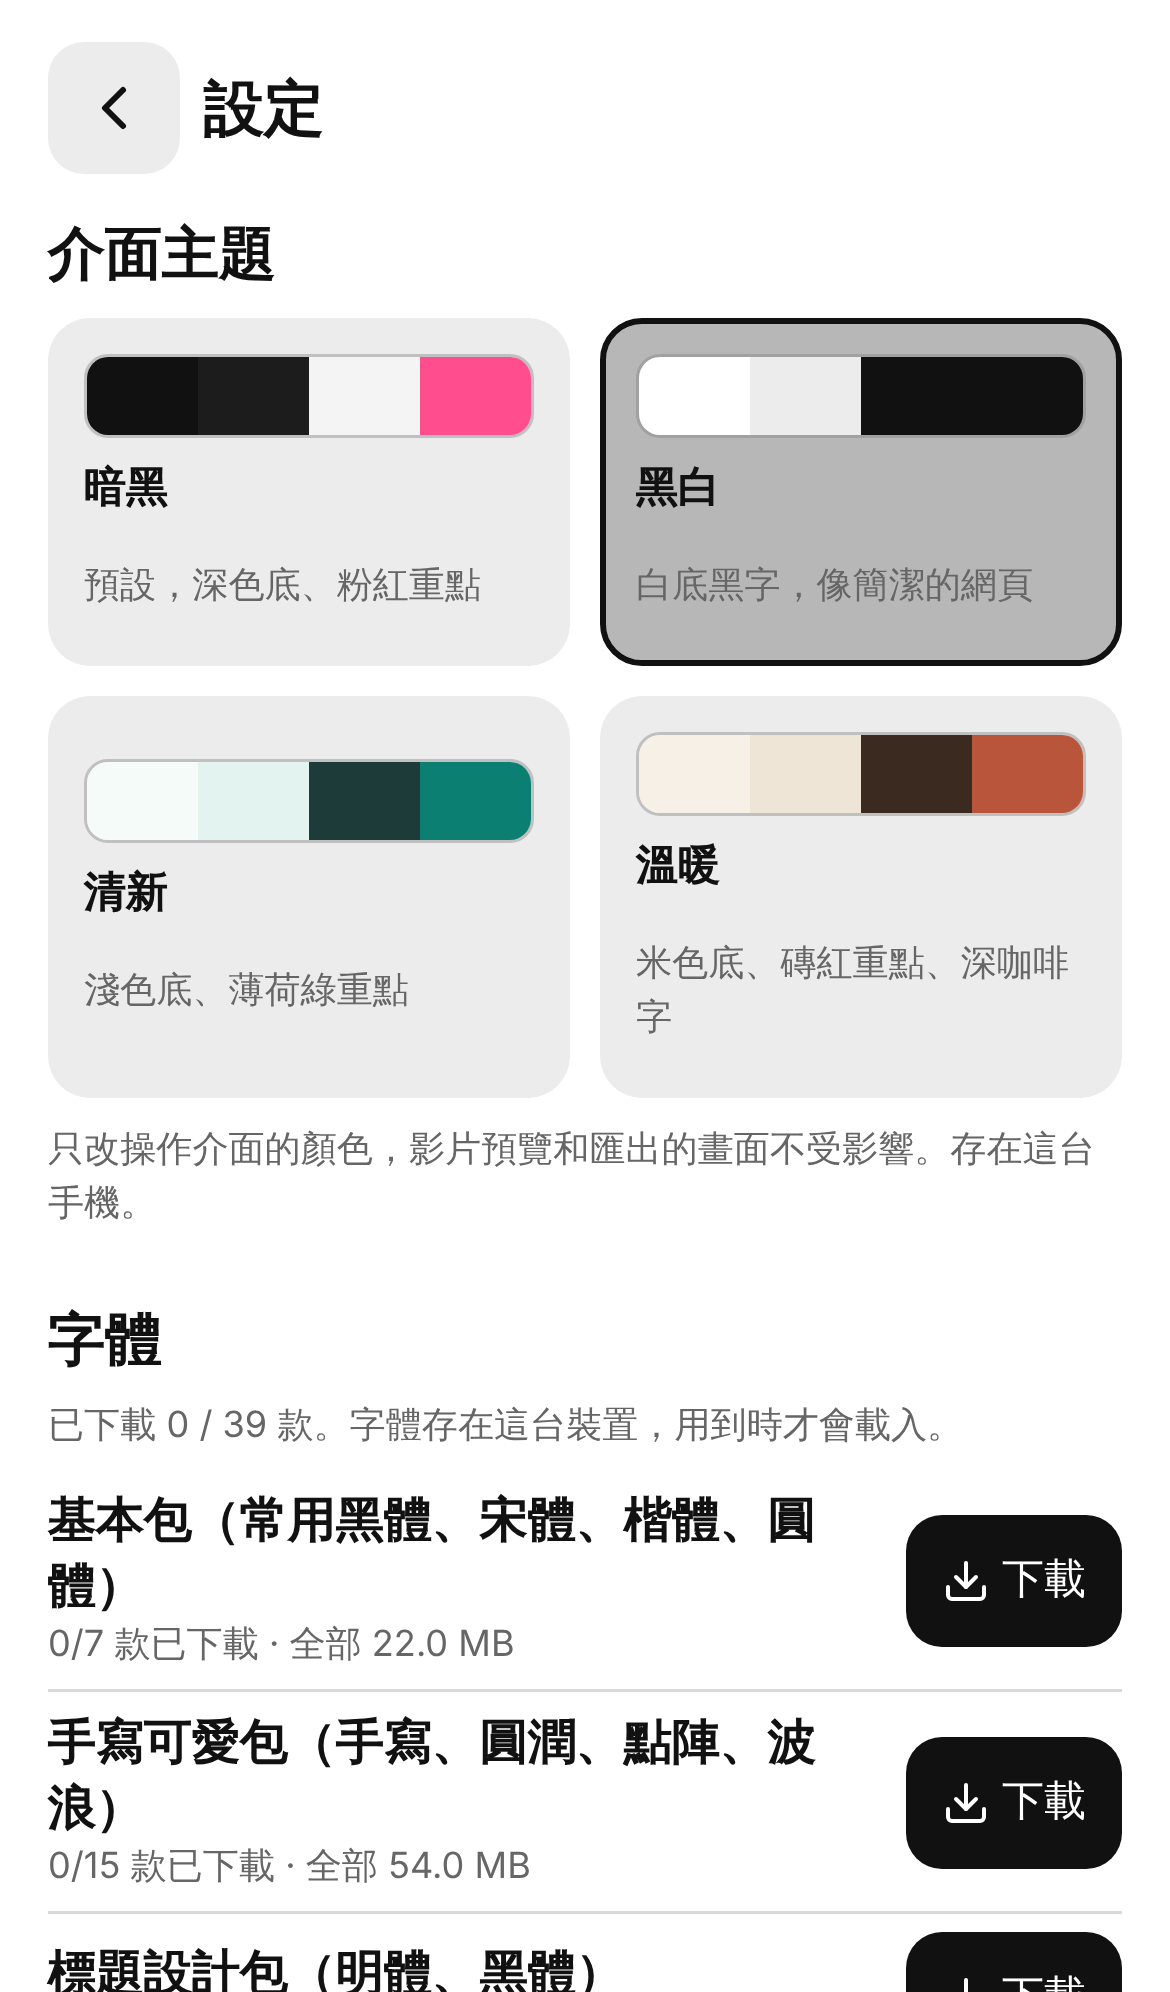 設定
介面主題
暗黑
預設，深色底、粉紅重點
黑白
白底黑字，像簡潔的網頁
清新
淺色底、薄荷綠重點
溫暖
米色底、磚紅重點、深咖啡
字
只改操作介面的顏色，影片預覽和匯出的畫面不受影響。存在這台
手機。
字體
已下載 0 / 39 款。字體存在這台裝置，用到時才會載入。
基本包（常用黑體、宋體、楷體、圓
體）
0/7 款已下載 · 全部 22.0 MB
下載
手寫可愛包（手寫、圓潤、點陣、波
浪）
0/15 款已下載 · 全部 54.0 MB
下載
標題設計包（明體、黑體）
下載